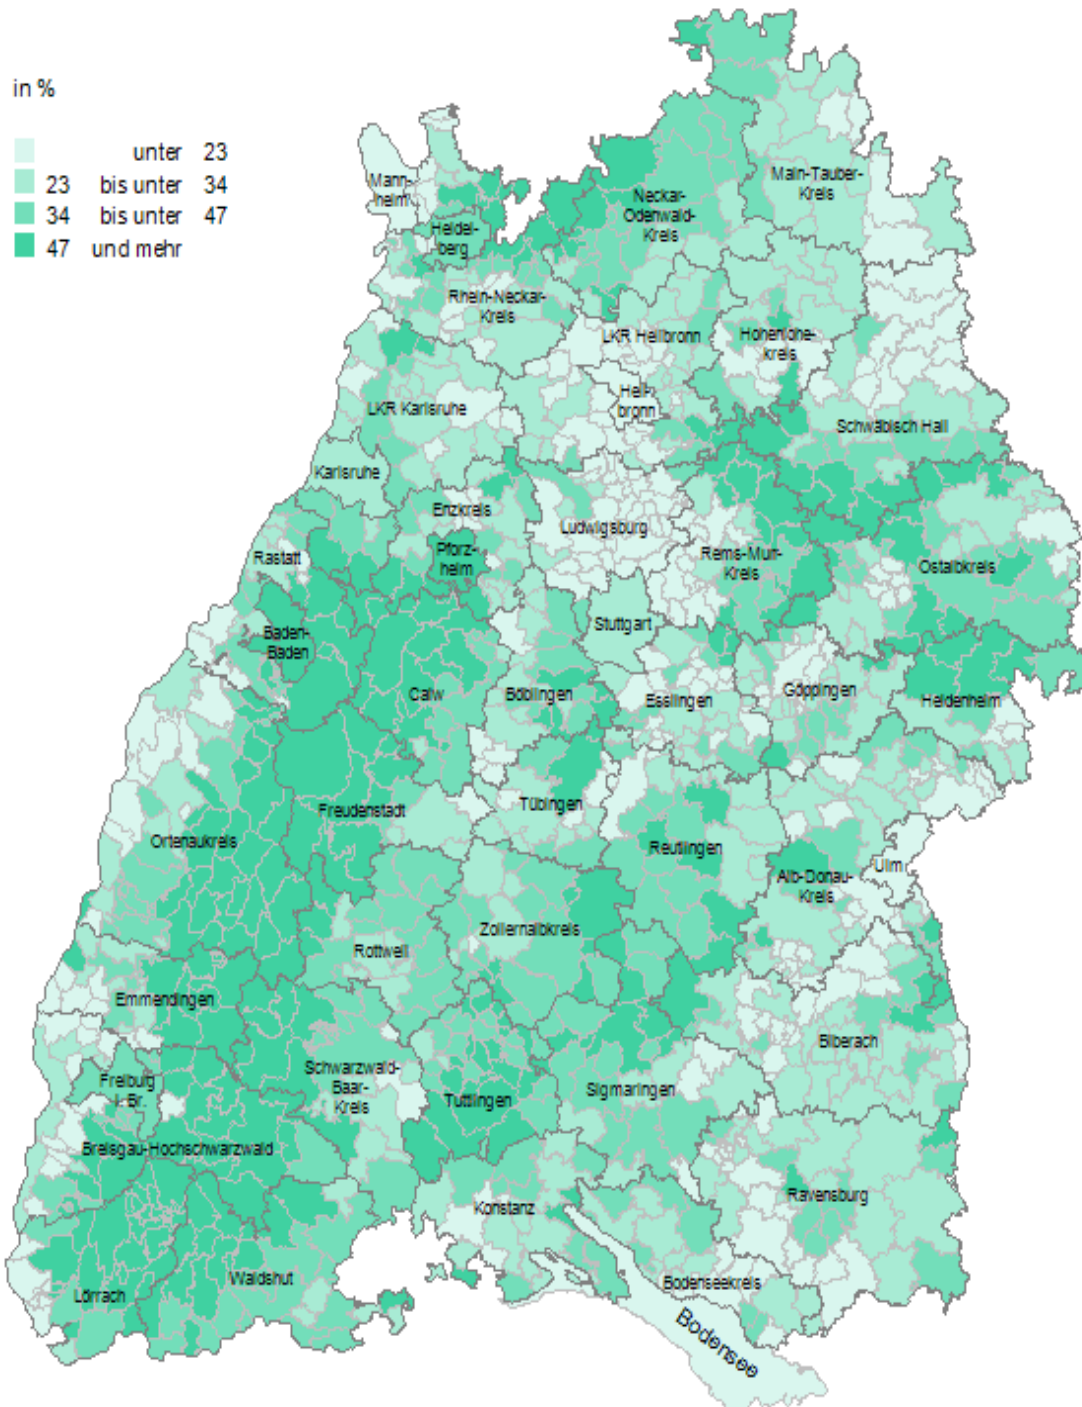 in %
unter 23
23 bis unter 34
34 bis unter 47
47 und mehr
Mann-
heim
Heidel-
berg
Neckar-
Odenwald-
Kreis
Main-Tauber-
Kreis
Rhein-Neckar-
Kreis
LKR Heilbronn
Hohenlohe-
kreis
Heil-
bronn
LKR Karlsruhe
Schwäbisch Hall
Karlsruhe
Enzkreis
Ludwigsburg
Pforz-
heim
Rems-Murr-
Kreis
Ostalbkreis
Rastatt
Stuttgart
Baden-
Baden
Calw
Böblingen
Esslingen
Göppingen
Heidenheim
Freudenstadt
Tübingen
Ortenaukreis
Reutlingen
Alb-Donau-
Kreis
Ulm
Zollernalbkreis
Rottweil
Emmendingen
Biberach
Freiburg
i. Br.
Schwarzwald-
Baar-
Kreis
Tuttlingen
Sigmaringen
Breisgau-Hochschwarzwald
Ravensburg
Konstanz
Waldshut
Lörrach
Bodenseekreis
Bodensee